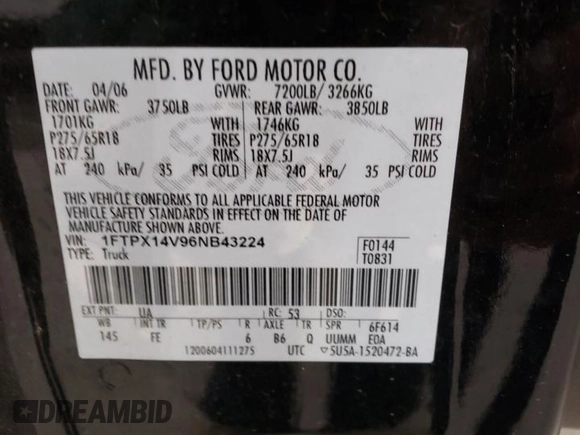 MFD. BY FORD MOTOR CO.
DATE: 04/06 GVWR: 7200LB/ 3266KG
FRONT GAWR: 3750LB REAR GAWR: 3850LB
1701KG WITH 1746KG WITH
P275/65R18 TIRES P275/65R18 TIRES
18X7.5J RIMS 18X7.5J RIMS
AT 240 kPa/ 35 PSI COLD AT 240 kPa/ 35 PSI COLD
THIS VEHICLE CONFORMS TO ALL APPLICABLE FEDERAL MOTOR
VEHICLE SAFETY STANDARDS IN EFFECT ON THE DATE OF
MANUFACTURE SHOWN ABOVE.
VIN: 1FTPX14V96NB43224 F0144
TYPE: Truck T0831
EXT PNT: UA RC: 53 DSO:
WB INT TR TP/PS R AXLE TR SPR 6F614
145 FE 6 B6 Q UUMM EOA
1200604111275 UTC 5U5A-1520472-BA
DREAMBID